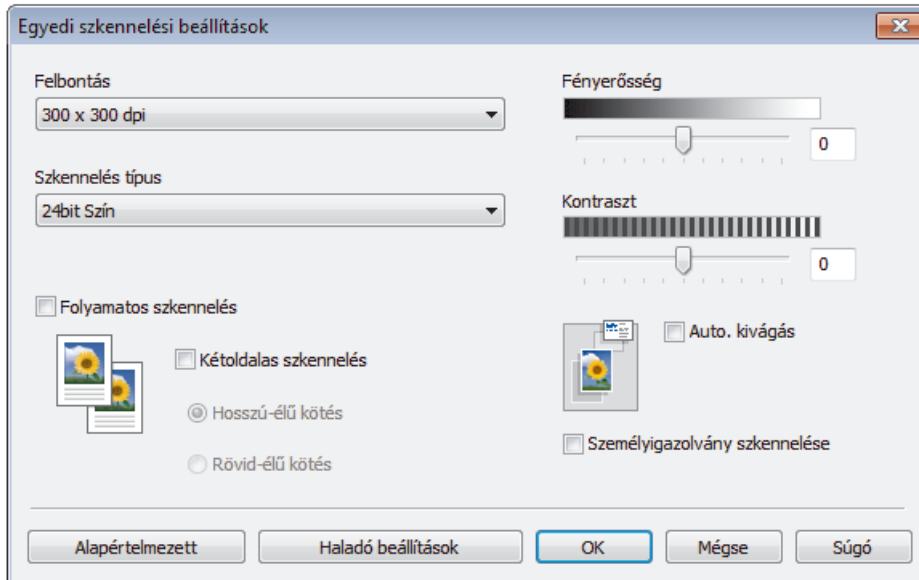 Egyedi szkennelési beállítások
Felbontás
300 x 300 dpi
Szkennelés típus
24bit Szín
Folyamatos szkennelés
Kétoldalas szkennelés
Hosszú-élű kötés
Rövid-élű kötés
Fényerősség
0
Kontraszt
0
Auto. kivágás
Személyigazolvány szkennelése
Alapértelmezett
Haladó beállítások
OK
Mégse
Súgó